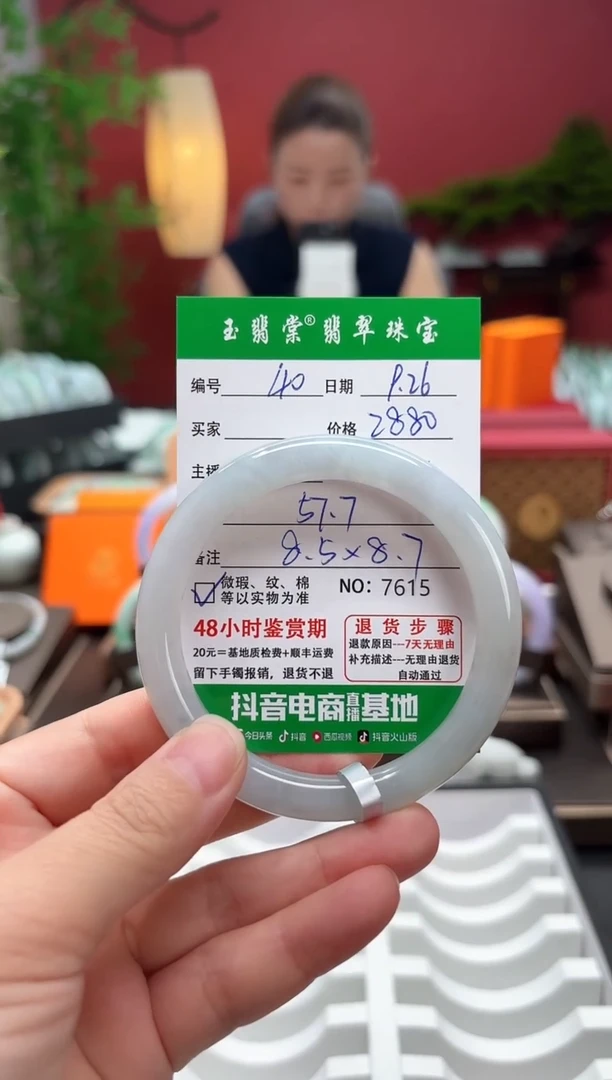 玉翡棠®翡翠珠宝
编号 40 日期 9.26
买家 价格 2880
主播
57.7
备注 8.5×8.7
微瑕、纹、棉
等以实物为准
NO：7615
48小时鉴赏期
20元=基地质检费+顺丰运费
留下手镯报销，退货不退
退货步骤
退款原因---7天无理由
补充描述---无理由退货
自动通过
抖音电商直播基地
今日头条 抖音 西瓜视频 抖音火山版